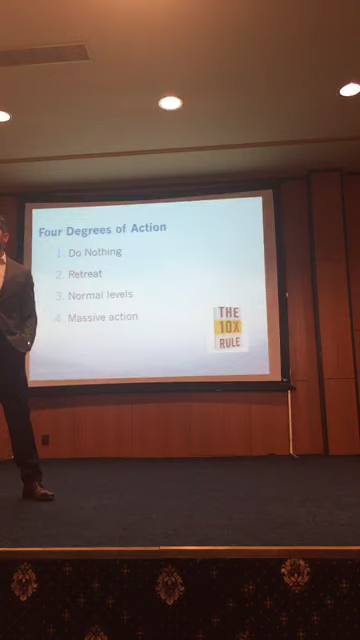 Four Degrees of Action
1. Do Nothing
2. Retreat
3. Normal levels
4. Massive action
THE
10X
RULE